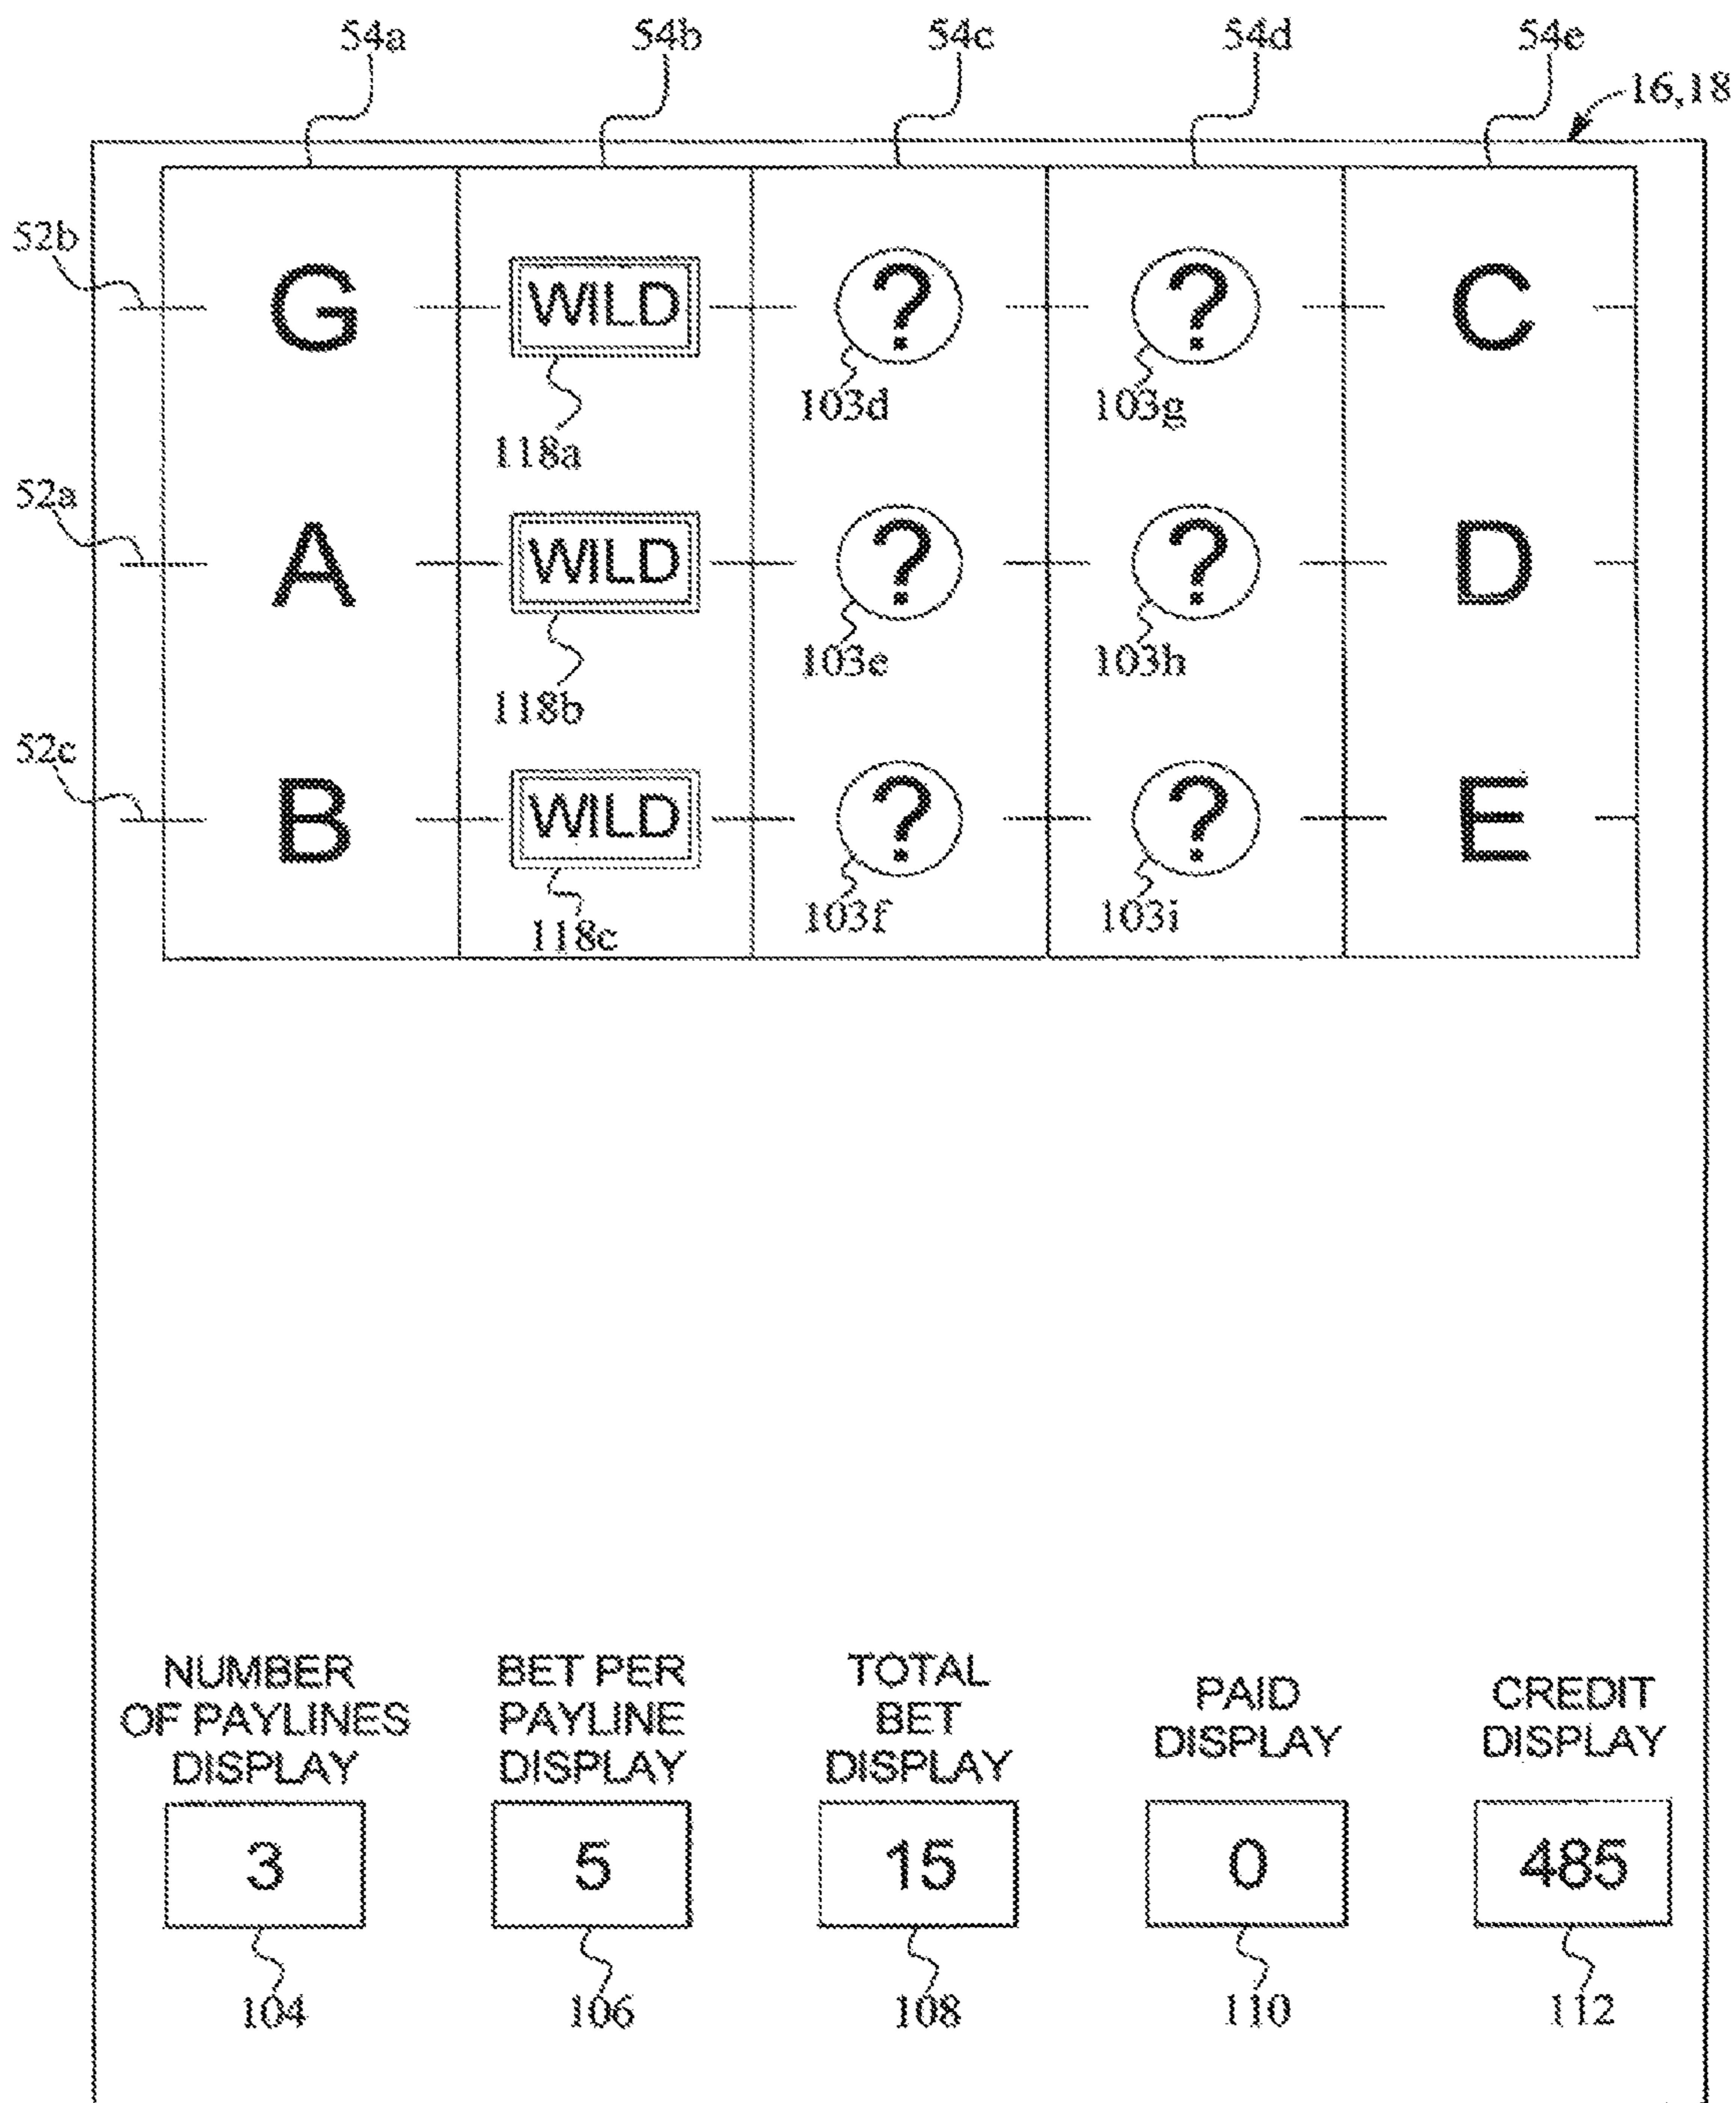 54a 54b 54c 54d 54e
16,18
52b
G WILD ? ? C
103d 103g
118a
52a
A WILD ? ? D
103e 103h
118b
52c
B WILD ? ? E
103f 103i
118c
NUMBER OF PAYLINES DISPLAY
BET PER PAYLINE DISPLAY
TOTAL BET DISPLAY
PAID DISPLAY
CREDIT DISPLAY
3 5 15 0 485
104 106 108 110 112